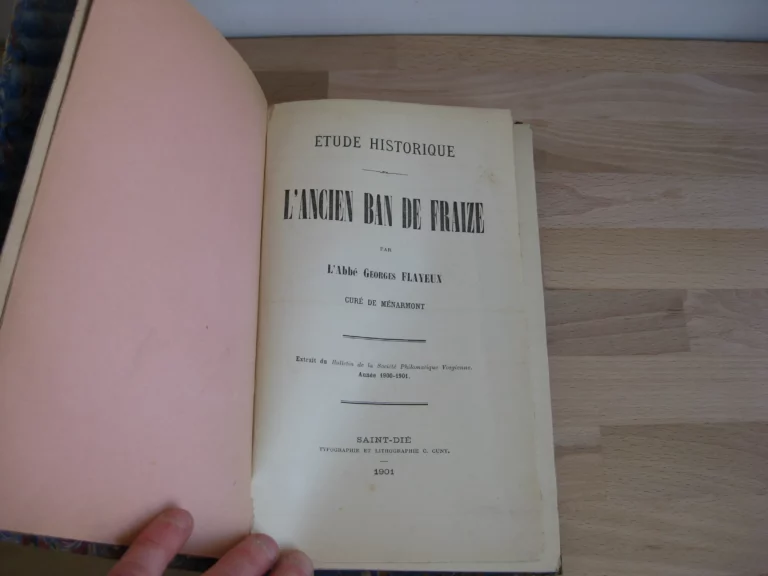 ÉTUDE HISTORIQUE
L'ANCIEN BAN DE FRAIZE
PAR
L'Abbé GEORGES FLAYEUX
CURÉ DE MÉNARMONT
Extrait du Bulletin de la Société Philomatique Vosgienne.
Année 1900-1901.
SAINT-DIÉ
TYPOGRAPHIE ET LITHOGRAPHIE C. CUNY.
1901